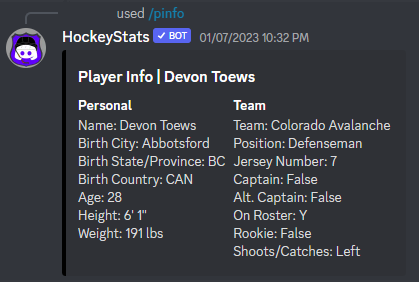 used /pinfo
HockeyStats ✓ BOT 01/07/2023 10:32 PM
Player Info | Devon Toews
Personal
Name: Devon Toews
Birth City: Abbotsford
Birth State/Province: BC
Birth Country: CAN
Age: 28
Height: 6' 1"
Weight: 191 lbs
Team
Team: Colorado Avalanche
Position: Defenseman
Jersey Number: 7
Captain: False
Alt. Captain: False
On Roster: Y
Rookie: False
Shoots/Catches: Left